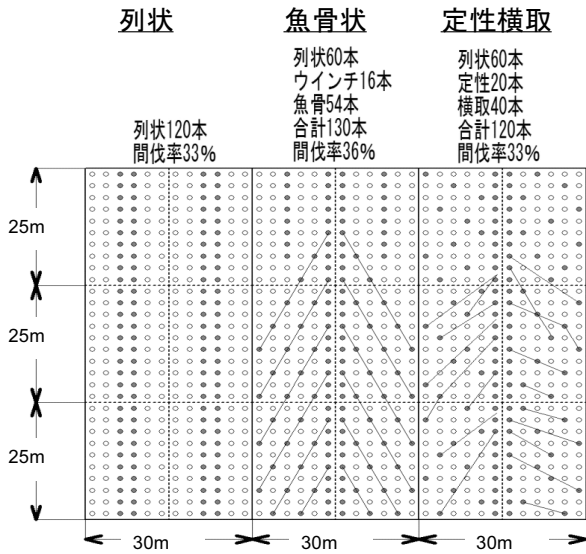 列状
魚骨状
定性横取
列状120本
間伐率33%
列状60本
ウインチ16本
魚骨54本
合計130本
間伐率36%
列状60本
定性20本
横取40本
合計120本
間伐率33%
25m
25m
25m
30m
30m
30m